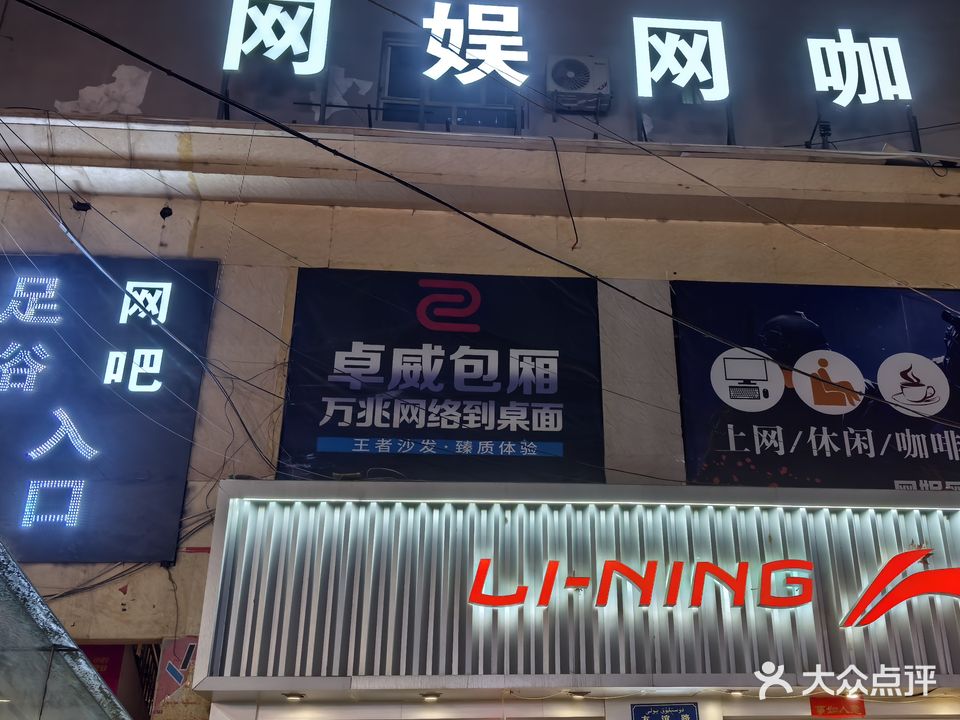 网娱网咖
网吧
足浴
入口
卓威包厢
万兆网络到桌面
王者沙发·臻质体验
上网/休闲/咖啡
LI-NING
大众点评